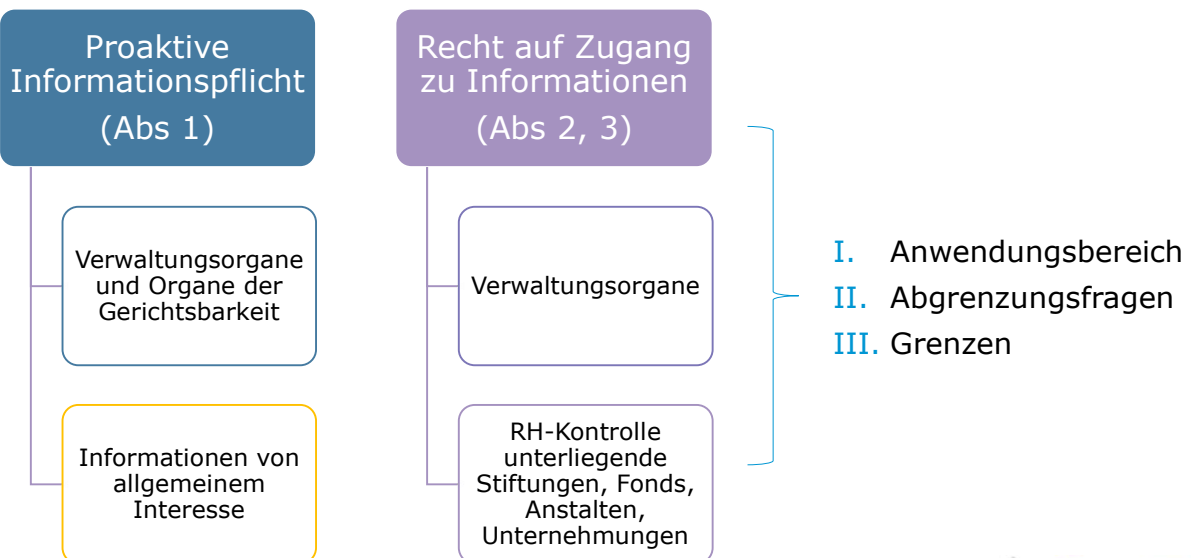 Proaktive
Informationspflicht
(Abs 1)
Verwaltungsorgane
und Organe der
Gerichtsbarkeit
Informationen von
allgemeinem
Interesse
Recht auf Zugang
zu Informationen
(Abs 2, 3)
Verwaltungsorgane
RH-Kontrolle
unterliegende
Stiftungen, Fonds,
Anstalten,
Unternehmungen
I. Anwendungsbereich
II. Abgrenzungsfragen
III. Grenzen